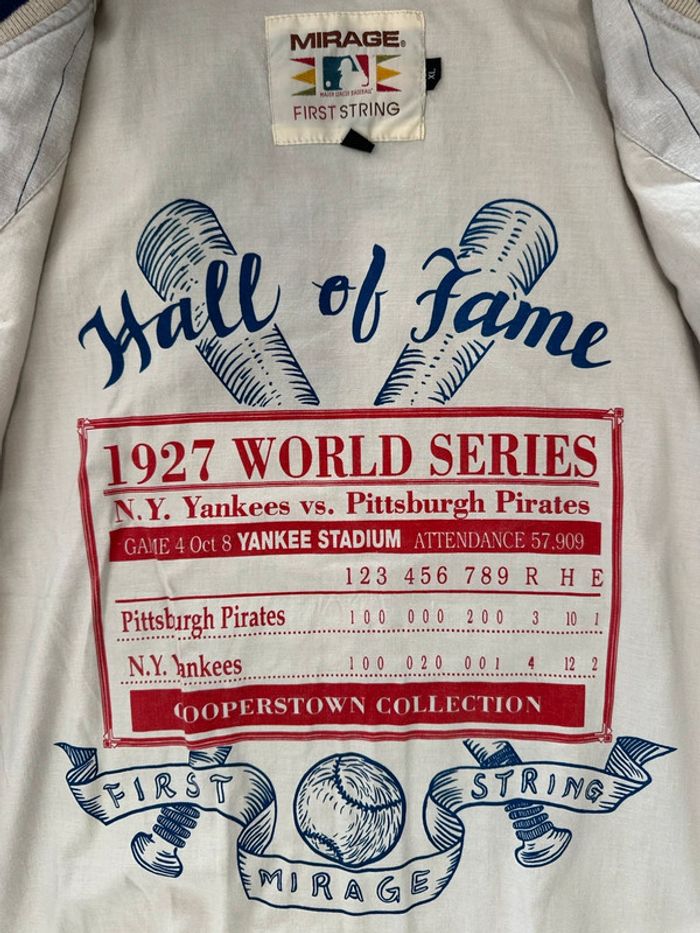 MIRAGE®
XL
MAJOR LEAGUE BASEBALL
FIRST STRING
Hall of Fame
1927 WORLD SERIES
N.Y. Yankees vs. Pittsburgh Pirates
GAME 4 Oct 8 YANKEE STADIUM ATTENDANCE 57,909
123 456 789 R H E
Pittsburgh Pirates 100 000 200 3 10 1
N.Y. Yankees 100 020 001 4 12 2
COOPERSTOWN COLLECTION
FIRST STRING
MIRAGE